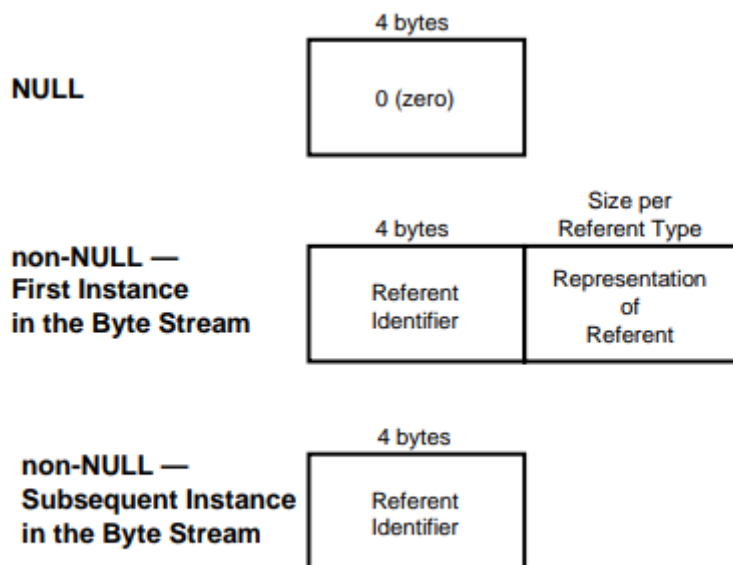 4 bytes
NULL
0 (zero)
Size per
4 bytes
Referent Type
non-NULL —
First Instance
in the Byte Stream
Referent
Identifier
Representation
of
Referent
4 bytes
non-NULL —
Subsequent Instance
in the Byte Stream
Referent
Identifier